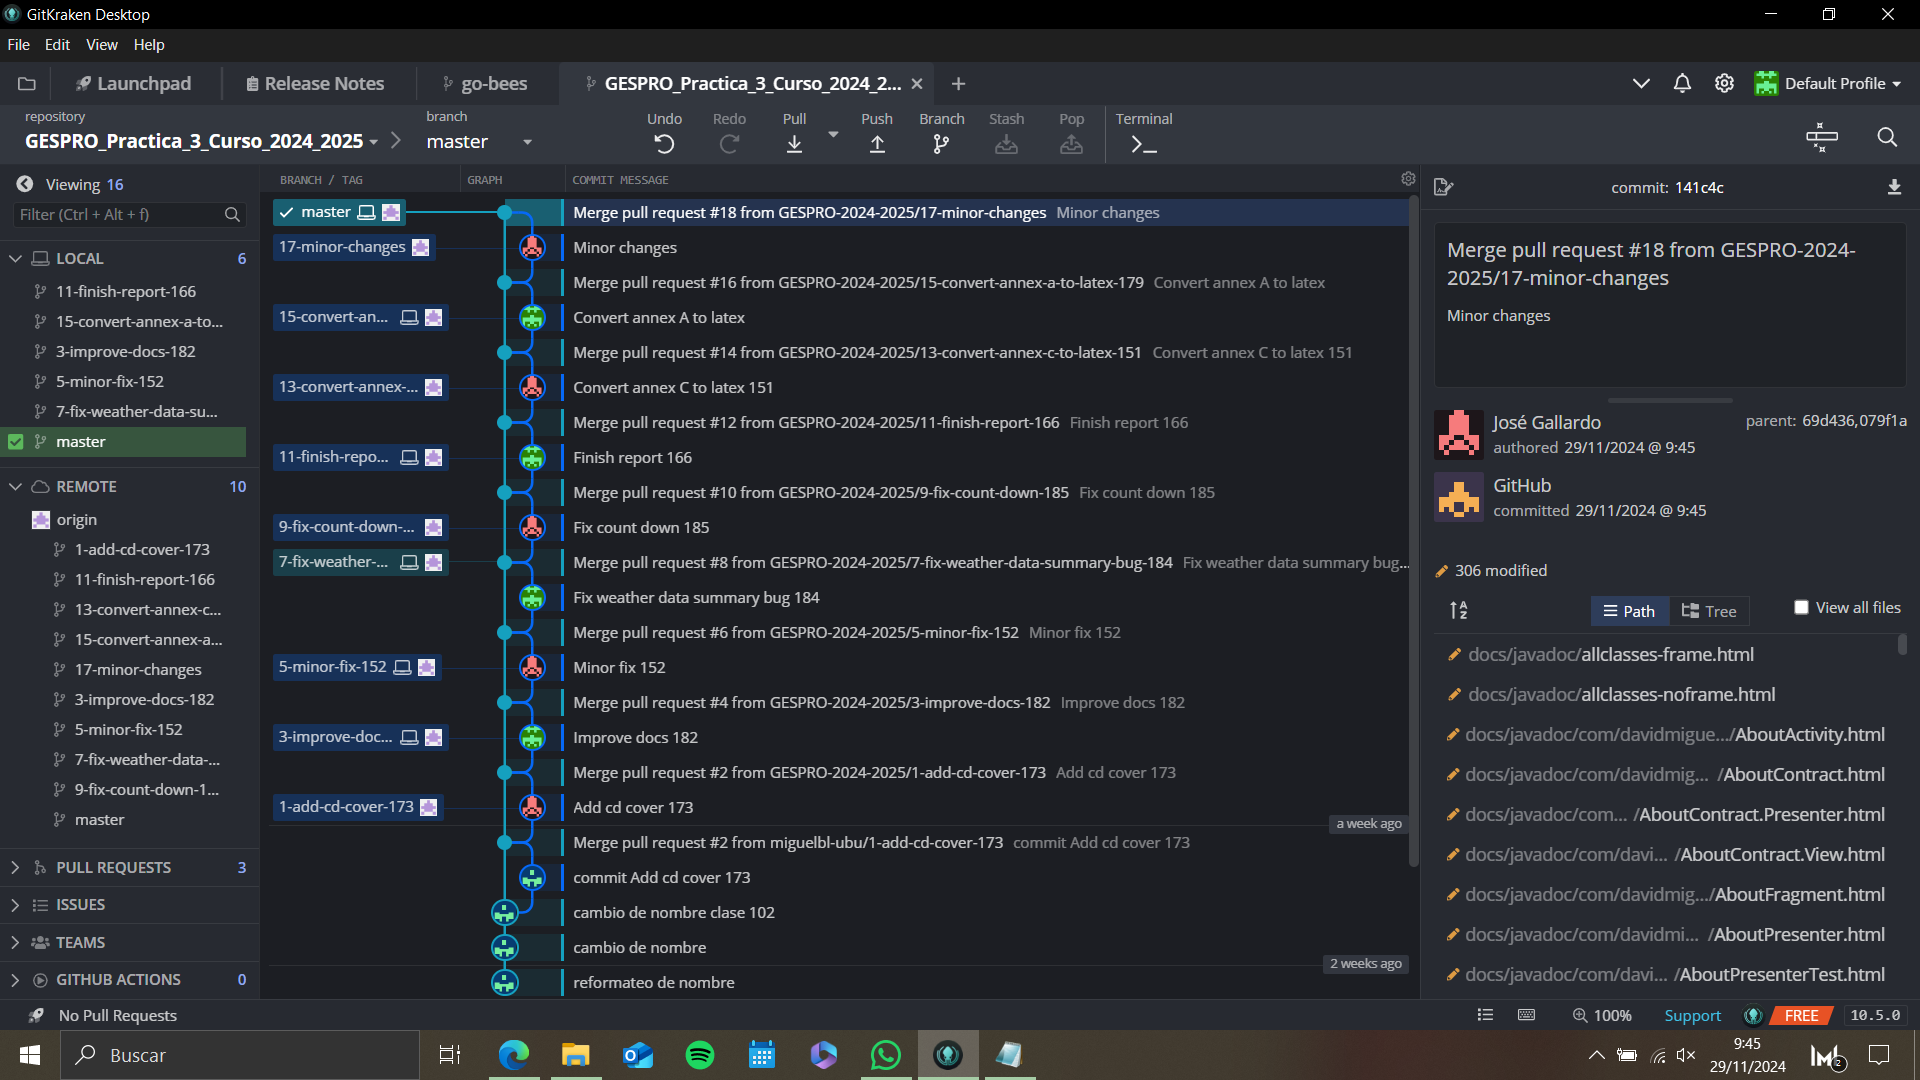 GitKraken Desktop
File Edit View Help
Launchpad
Release Notes
go-bees
GESPRO_Practica_3_Curso_2024_2...
Default Profile
repository
GESPRO_Practica_3_Curso_2024_2025
branch
master
Undo
Redo
Pull
Push
Branch
Stash
Pop
Terminal
Viewing 16
Filter (Ctrl + Alt + f)
LOCAL 6
11-finish-report-166
15-convert-annex-a-to...
3-improve-docs-182
5-minor-fix-152
7-fix-weather-data-su...
master
REMOTE 10
origin
1-add-cd-cover-173
11-finish-report-166
13-convert-annex-c...
15-convert-annex-a...
17-minor-changes
3-improve-docs-182
5-minor-fix-152
7-fix-weather-data-...
9-fix-count-down-1...
master
PULL REQUESTS 3
ISSUES
TEAMS
GITHUB ACTIONS 0
BRANCH / TAG GRAPH COMMIT MESSAGE
master Merge pull request #18 from GESPRO-2024-2025/17-minor-changes Minor changes
17-minor-changes Minor changes
Merge pull request #16 from GESPRO-2024-2025/15-convert-annex-a-to-latex-179 Convert annex A to latex
15-convert-an... Convert annex A to latex
Merge pull request #14 from GESPRO-2024-2025/13-convert-annex-c-to-latex-151 Convert annex C to latex 151
13-convert-annex-... Convert annex C to latex 151
Merge pull request #12 from GESPRO-2024-2025/11-finish-report-166 Finish report 166
11-finish-repo... Finish report 166
Merge pull request #10 from GESPRO-2024-2025/9-fix-count-down-185 Fix count down 185
9-fix-count-down-... Fix count down 185
7-fix-weather-... Merge pull request #8 from GESPRO-2024-2025/7-fix-weather-data-summary-bug-184 Fix weather data summary bug...
Fix weather data summary bug 184
Merge pull request #6 from GESPRO-2024-2025/5-minor-fix-152 Minor fix 152
5-minor-fix-152 Minor fix 152
Merge pull request #4 from GESPRO-2024-2025/3-improve-docs-182 Improve docs 182
3-improve-doc... Improve docs 182
Merge pull request #2 from GESPRO-2024-2025/1-add-cd-cover-173 Add cd cover 173
1-add-cd-cover-173 Add cd cover 173
a week ago
Merge pull request #2 from miguelbl-ubu/1-add-cd-cover-173 commit Add cd cover 173
commit Add cd cover 173
cambio de nombre clase 102
cambio de nombre
2 weeks ago
reformateo de nombre
commit: 141c4c
Merge pull request #18 from GESPRO-2024-
2025/17-minor-changes
Minor changes
José Gallardo
authored 29/11/2024 @ 9:45
parent: 69d436,079f1a
GitHub
committed 29/11/2024 @ 9:45
306 modified
Path Tree View all files
docs/javadoc/allclasses-frame.html
docs/javadoc/allclasses-noframe.html
docs/javadoc/com/davidmigue.../AboutActivity.html
docs/javadoc/com/davidmig... /AboutContract.html
docs/javadoc/com... /AboutContract.Presenter.html
docs/javadoc/com/davi... /AboutContract.View.html
docs/javadoc/com/davidmig.../AboutFragment.html
docs/javadoc/com/davidmi... /AboutPresenter.html
docs/javadoc/com/davi... /AboutPresenterTest.html
No Pull Requests
100%
Support
FREE
10.5.0
Buscar
9:45
29/11/2024
2